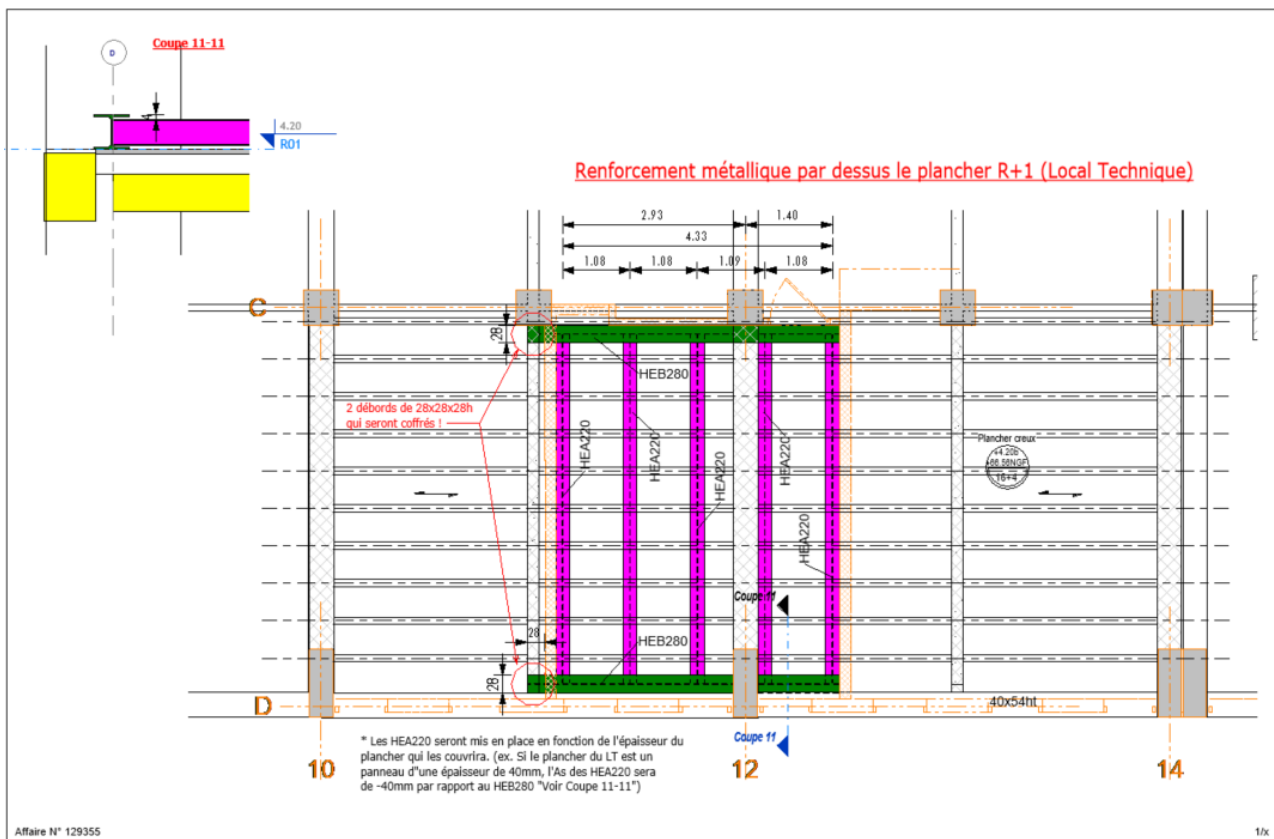 Coupe 11-11
D
4.20
R01
Renforcement métallique par dessus le plancher R+1 (Local Technique)
2.93
1.40
4.33
1.08
1.08
1.09
1.08
C
28
HEB280
2 débords de 28x28x28h
qui seront coffrés !
HEA220
HEA220
HEA220
HEA220
HEA220
Plancher creux
+4.20b
+66.58NGF
16+4
Coupe 11
28
HEB280
28
D
40x54ht
Coupe 11
* Les HEA220 seront mis en place en fonction de l'épaisseur du
plancher qui les couvrira. (ex. Si le plancher du LT est un
panneau d"une épaisseur de 40mm, l'As des HEA220 sera
de -40mm par rapport au HEB280 "Voir Coupe 11-11")
10
12
14
Affaire N° 129355
1/x